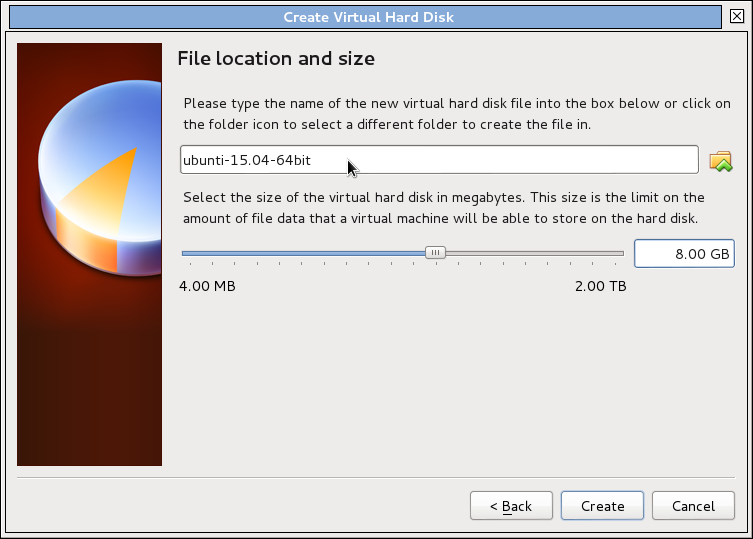 Create Virtual Hard Disk
File location and size
Please type the name of the new virtual hard disk file into the box below or click on
the folder icon to select a different folder to create the file in.
ubunti-15.04-64bit
Select the size of the virtual hard disk in megabytes. This size is the limit on the
amount of file data that a virtual machine will be able to store on the hard disk.
8.00 GB
4.00 MB 2.00 TB
< Back Create Cancel